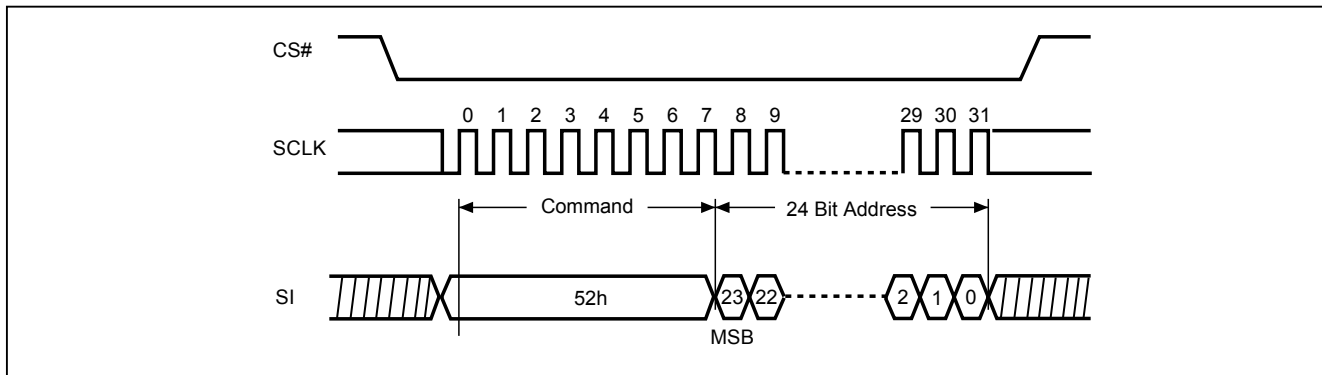 CS#
0 1 2 3 4 5 6 7 8 9 29 30 31
SCLK
Command 24 Bit Address
SI 52h 23 22 2 1 0
MSB